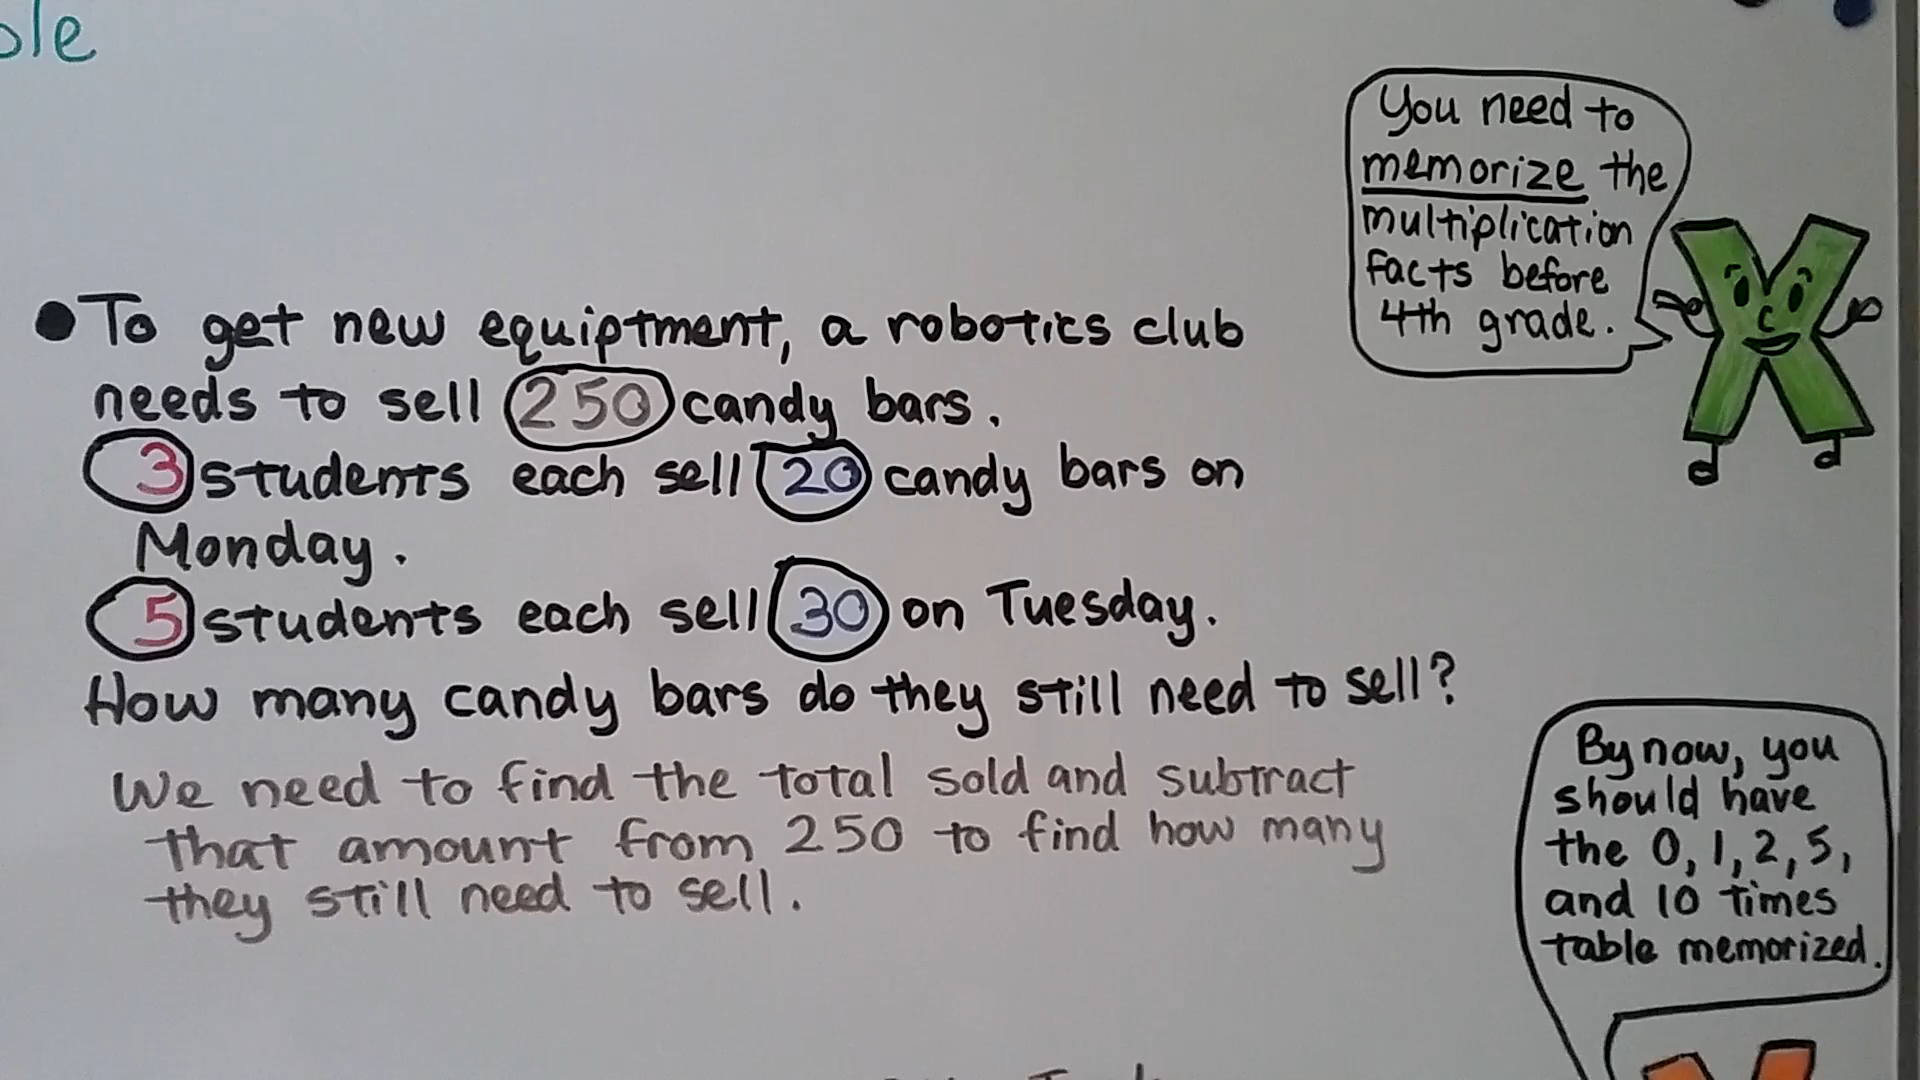 You need to
memorize the
multiplication
facts before
4th grade.
● To get new equiptment, a robotics club
needs to sell 250 candy bars.
3 students each sell 20 candy bars on
Monday.
5 students each sell 30 on Tuesday.
How many candy bars do they still need to sell?
We need to find the total sold and subtract
that amount from 250 to find how many
they still need to sell.
By now, you
should have
the 0, 1, 2, 5,
and 10 times
table memorized.